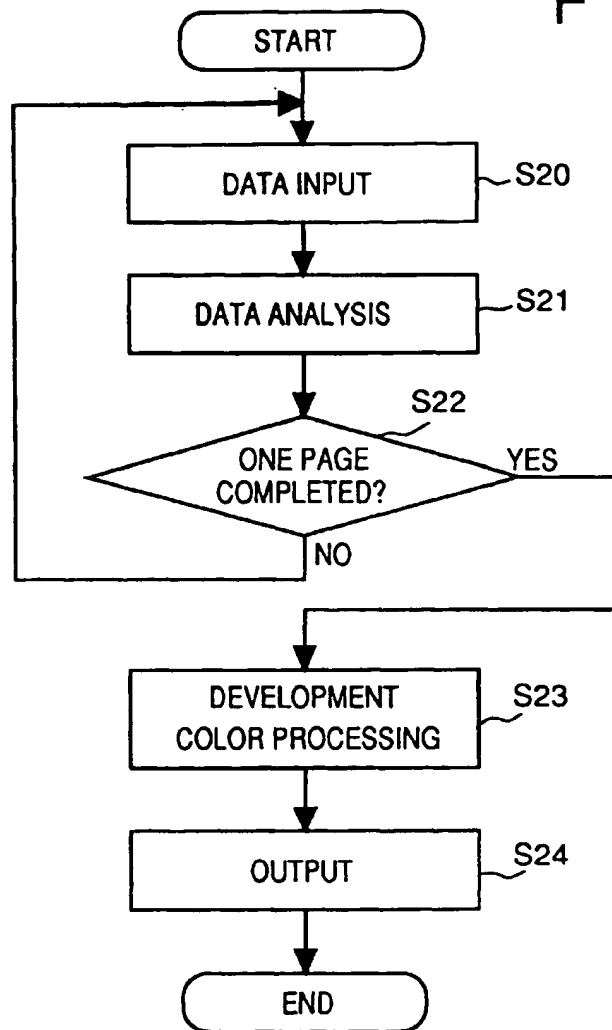 START
DATA INPUT
S20
DATA ANALYSIS
S21
S22
ONE PAGE
COMPLETED?
YES
NO
DEVELOPMENT
COLOR PROCESSING
S23
OUTPUT
S24
END